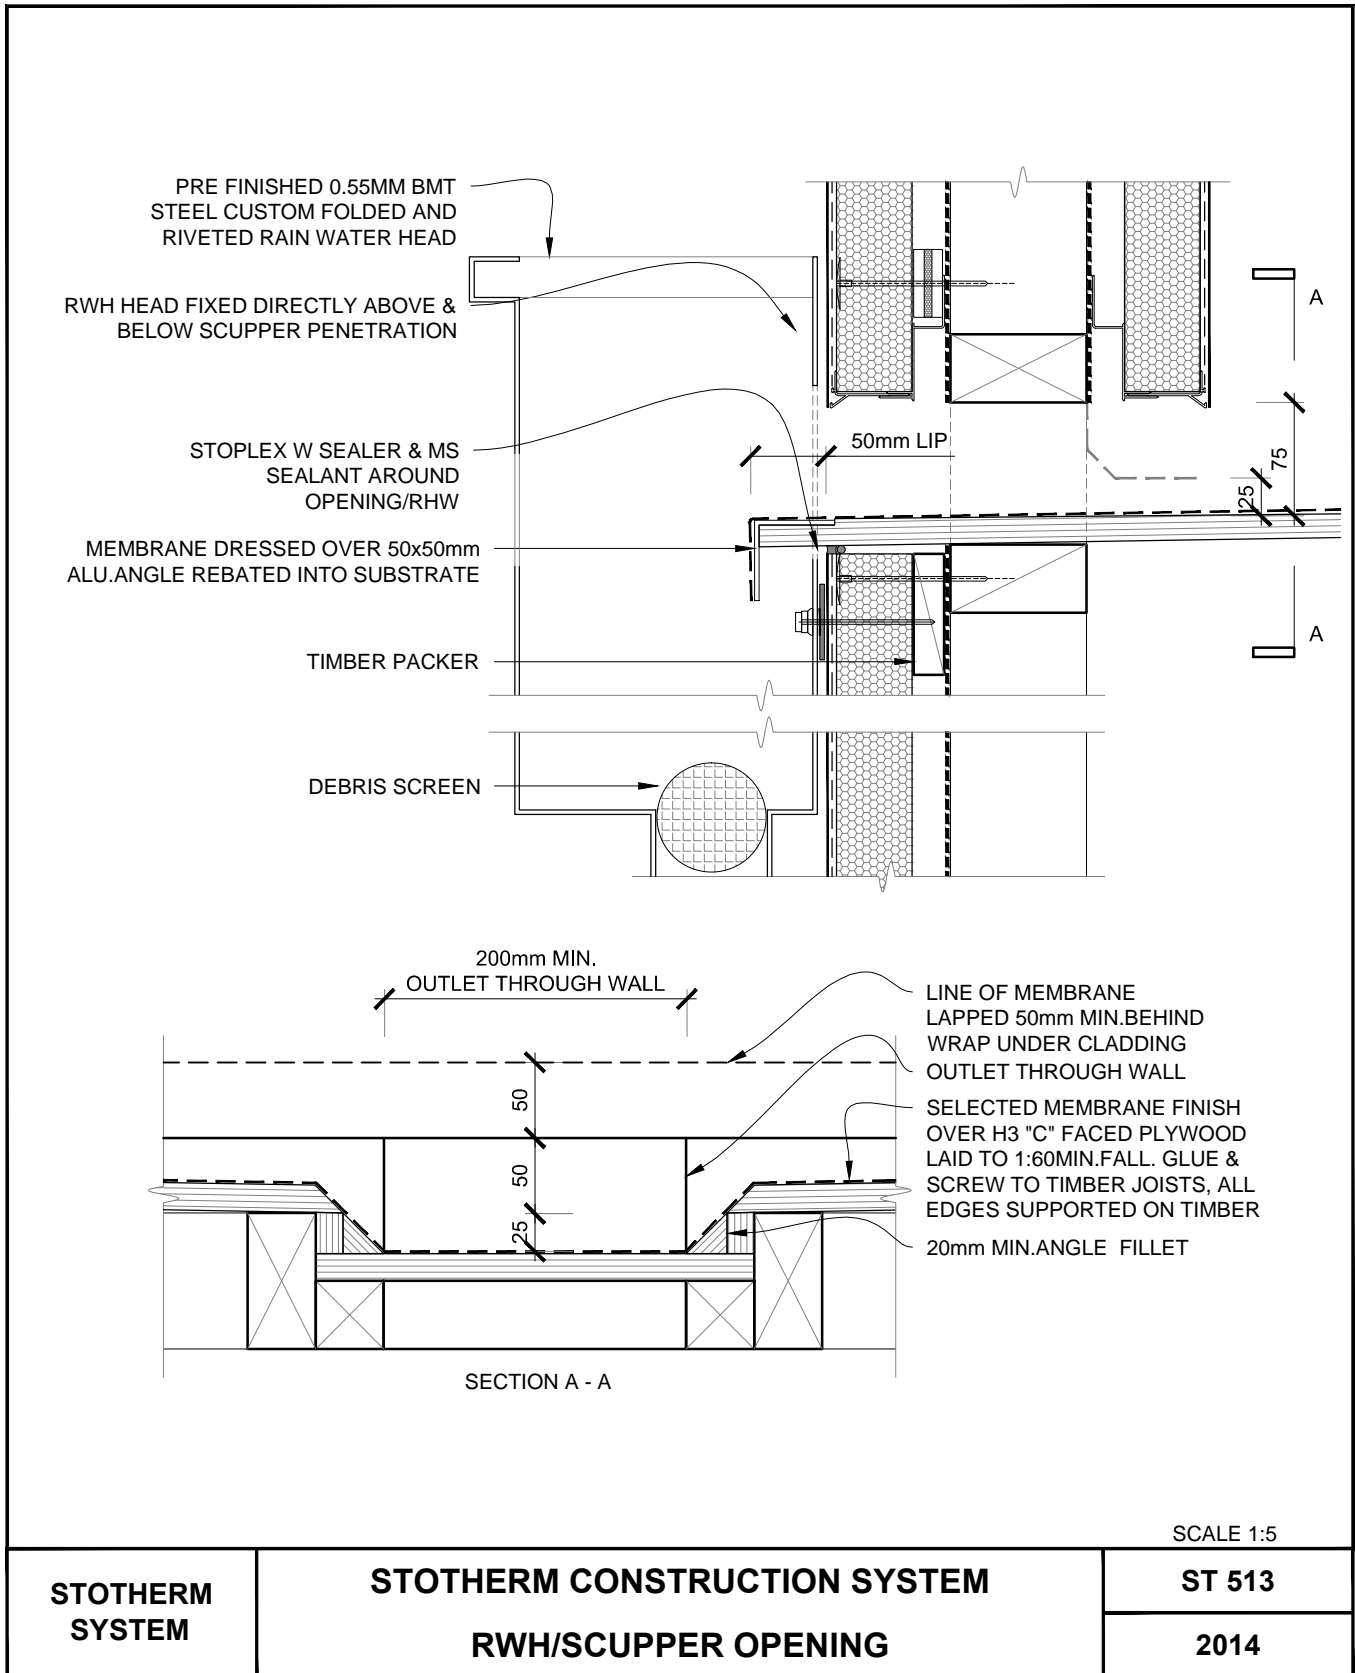 PRE FINISHED 0.55MM BMT
STEEL CUSTOM FOLDED AND
RIVETED RAIN WATER HEAD
RWH HEAD FIXED DIRECTLY ABOVE &
BELOW SCUPPER PENETRATION
STOPLEX W SEALER & MS
SEALANT AROUND
OPENING/RHW
MEMBRANE DRESSED OVER 50x50mm
ALU.ANGLE REBATED INTO SUBSTRATE
TIMBER PACKER
DEBRIS SCREEN
50mm LIP
A
75
25
A
200mm MIN.
OUTLET THROUGH WALL
50
50
25
LINE OF MEMBRANE
LAPPED 50mm MIN.BEHIND
WRAP UNDER CLADDING
OUTLET THROUGH WALL
SELECTED MEMBRANE FINISH
OVER H3 "C" FACED PLYWOOD
LAID TO 1:60MIN.FALL. GLUE &
SCREW TO TIMBER JOISTS, ALL
EDGES SUPPORTED ON TIMBER
20mm MIN.ANGLE FILLET
SECTION A - A
SCALE 1:5
STOTHERM
SYSTEM
STOTHERM CONSTRUCTION SYSTEM
RWH/SCUPPER OPENING
ST 513
2014